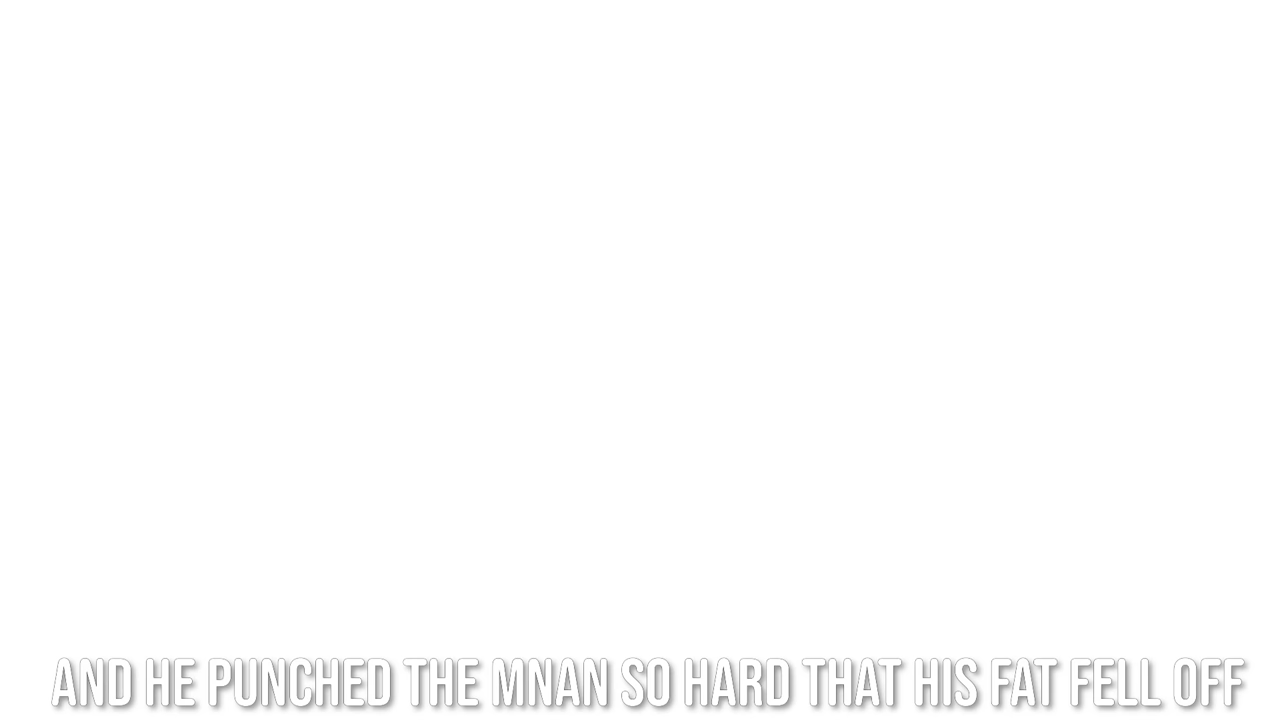 AND HE PUNCHED THE MNAN SO HARD THAT HIS FAT FELL OFF